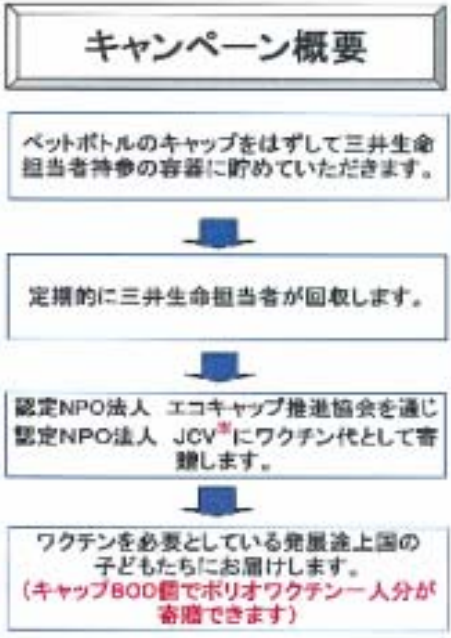 キャンペーン概要
ペットボトルのキャップをはずして三井生命
担当者持参の容器に貯めていただきます。
定期的に三井生命担当者が回収します。
認定NPO法人 エコキャップ推進協会を通じ
認定NPO法人 JCV※にワクチン代として寄
贈します。
ワクチンを必要としている発展途上国の
子どもたちにお届けします。
(キャップ800個でポリオワクチン一人分が
寄贈できます)